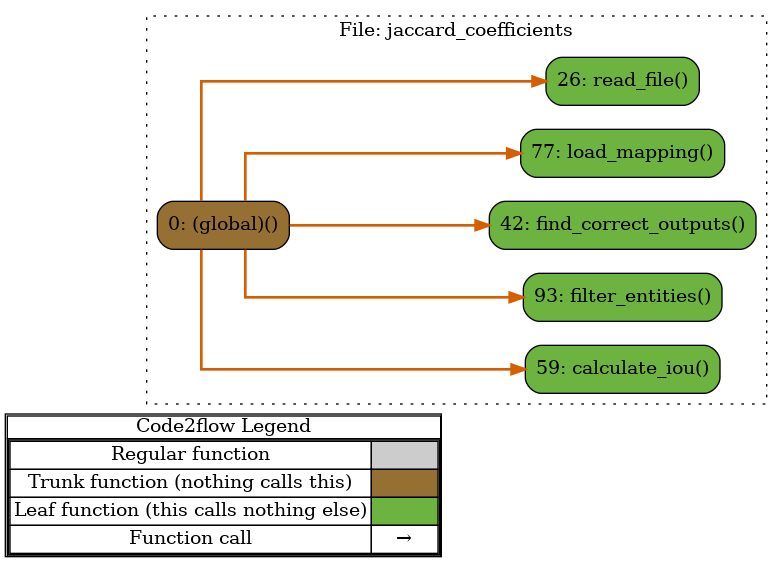 File: jaccard_coefficients
26: read_file()
77: load_mapping()
0: (global)()
42: find_correct_outputs()
93: filter_entities()
59: calculate_iou()
Code2flow Legend
Regular function
Trunk function (nothing calls this)
Leaf function (this calls nothing else)
Function call →